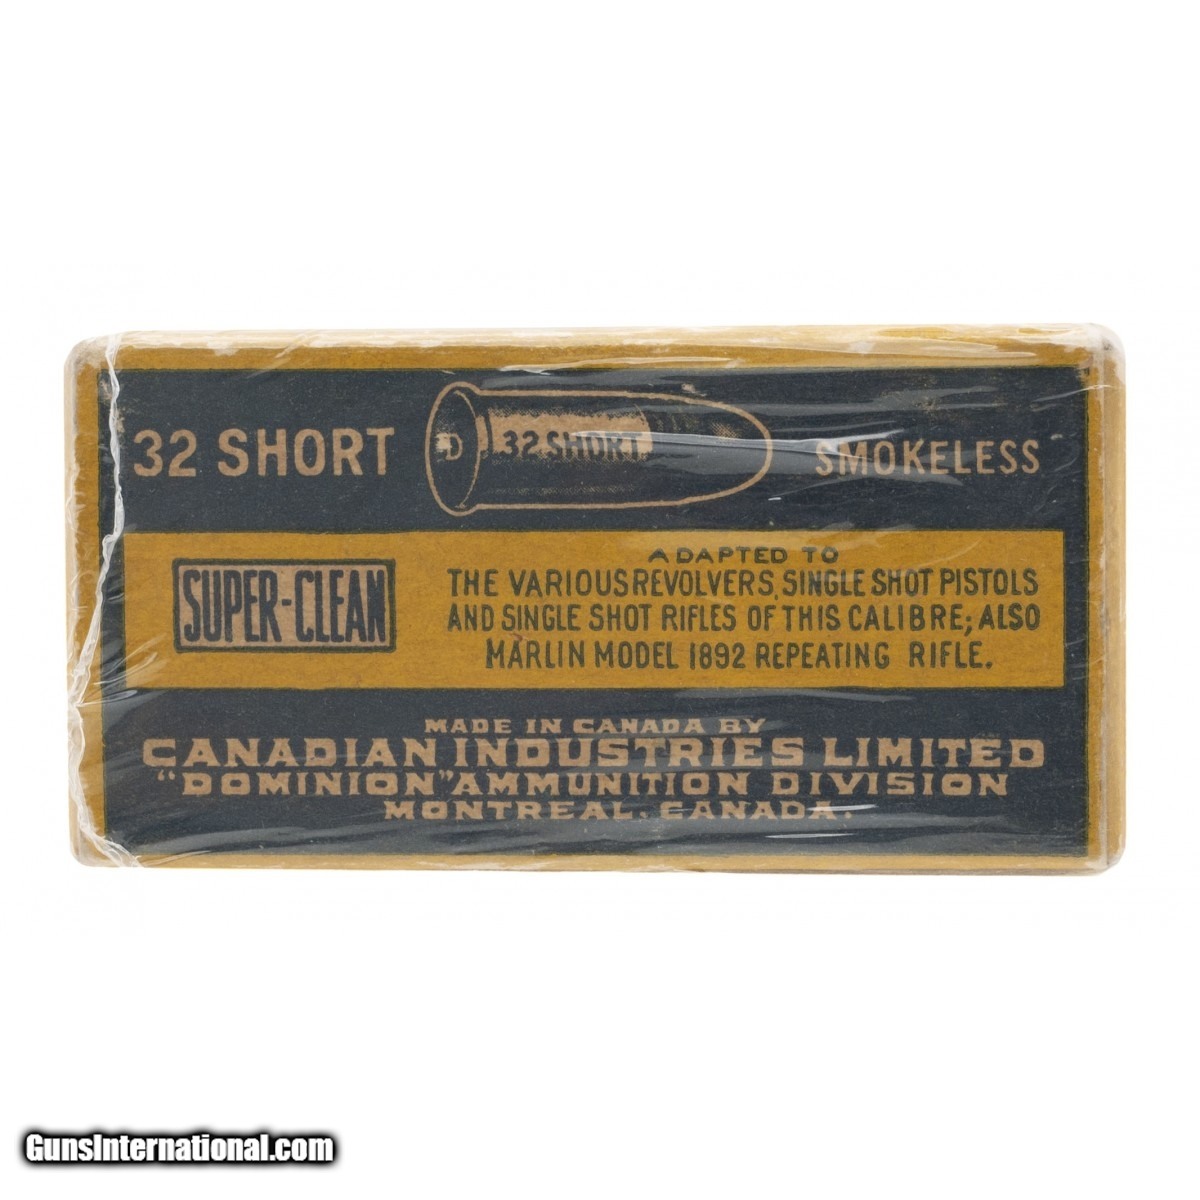 32 SHORT
32 SHORT
SMOKELESS
SUPER-CLEAN
ADAPTED TO
THE VARIOUS REVOLVERS, SINGLE SHOT PISTOLS
AND SINGLE SHOT RIFLES OF THIS CALIBRE; ALSO
MARLIN MODEL 1892 REPEATING RIFLE.
MADE IN CANADA BY
CANADIAN INDUSTRIES LIMITED
"DOMINION" AMMUNITION DIVISION
MONTREAL, CANADA.
GunsInternational.com